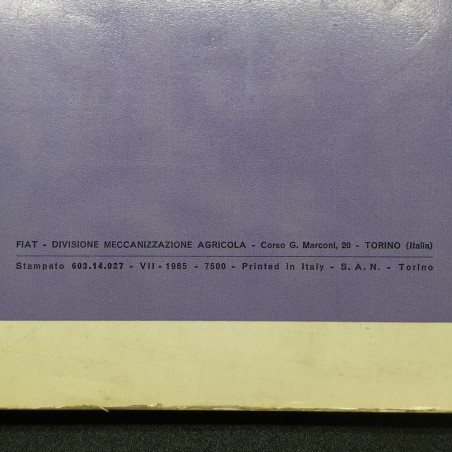 FIAT - DIVISIONE MECCANIZZAZIONE AGRICOLA - Corso G. Marconi, 20 - TORINO (Italia)
Stampato 603.14.027 - VII - 1965 - 7500 - Printed in Italy - S. A. N. - Torino